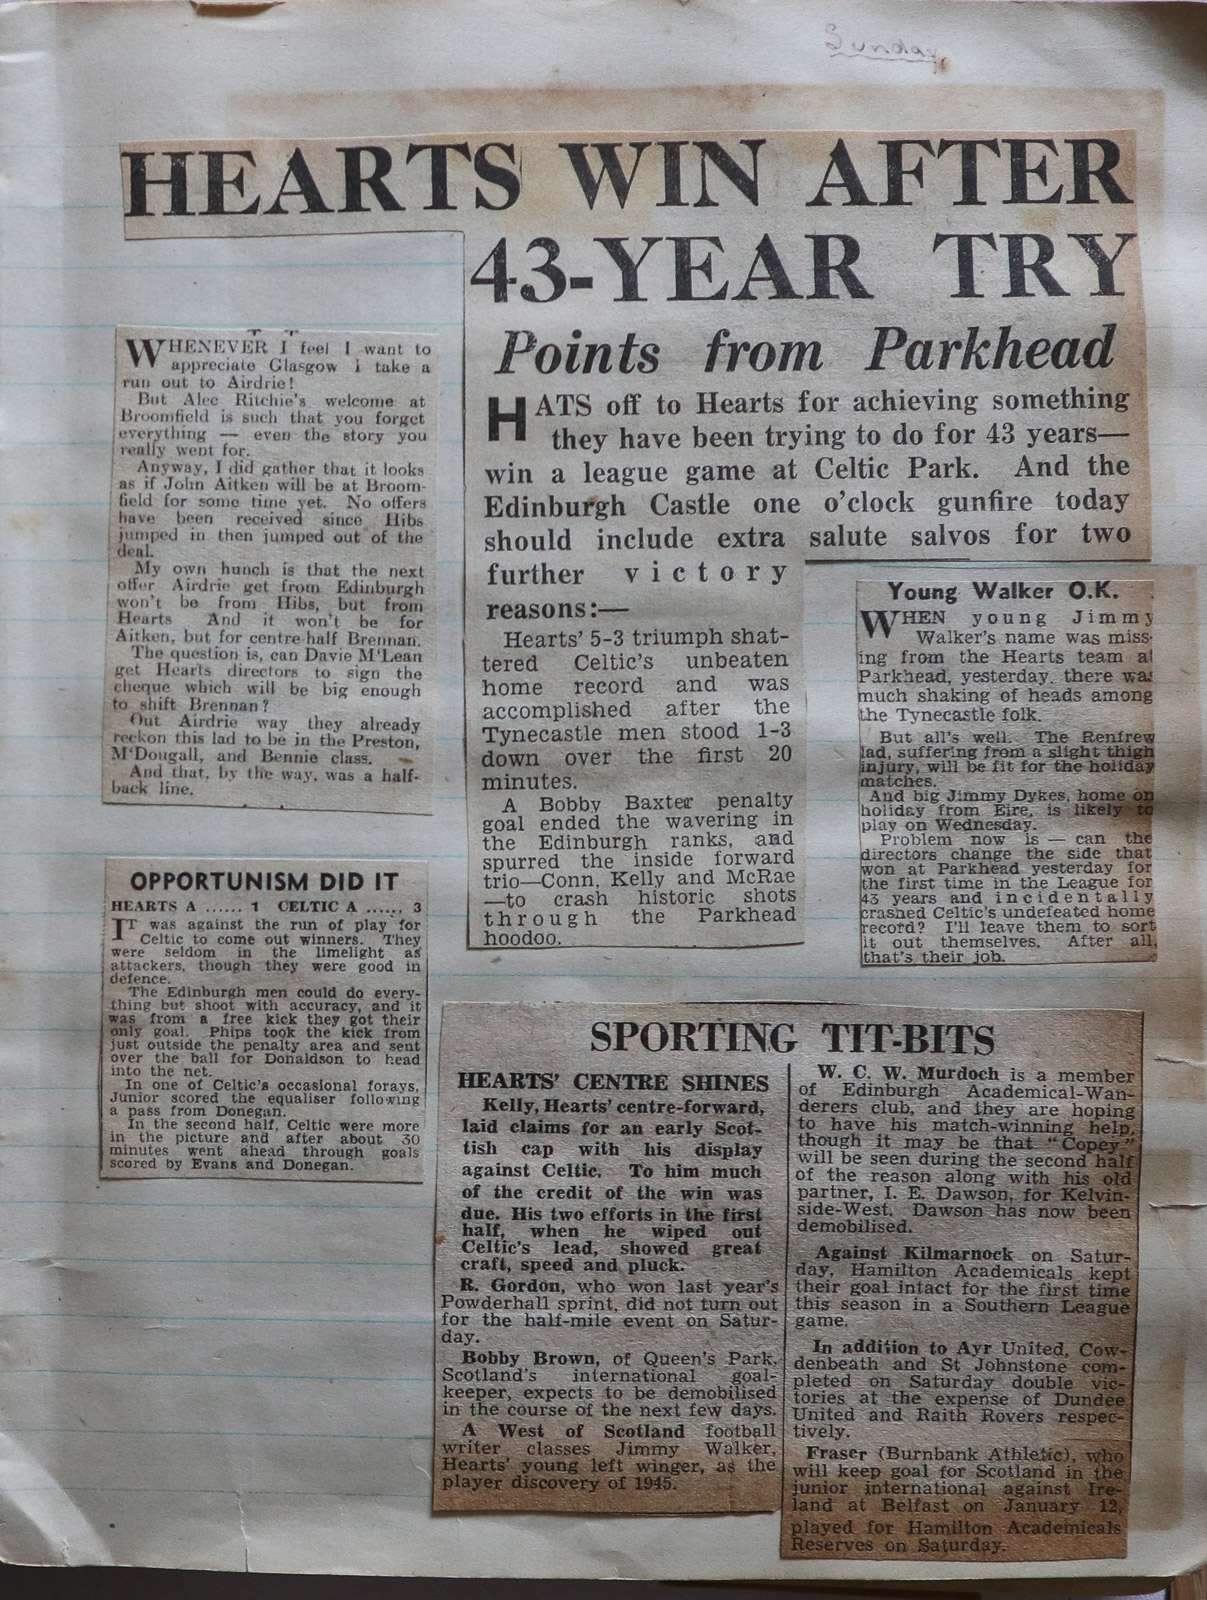 Sunday
HEARTS WIN AFTER
43-YEAR TRY
Points from Parkhead
HATS off to Hearts for achieving something
they have been trying to do for 43 years—
win a league game at Celtic Park. And the
Edinburgh Castle one o'clock gunfire today
should include extra salute salvos for two
further victory
reasons:—
Hearts' 5-3 triumph shat-
tered Celtic's unbeaten
home record and was
accomplished after the
Tynecastle men stood 1-3
down over the first 20
minutes.
A Bobby Baxter penalty
goal ended the wavering in
the Edinburgh ranks, and
spurred the inside forward
trio—Conn, Kelly and McRae
—to crash historic shots
through the Parkhead
hoodoo.
WHENEVER I feel I want to
appreciate Glasgow I take a
run out to Airdrie!
But Alec Ritchie's welcome at
Broomfield is such that you forget
everything — even the story you
really went for.
Anyway, I did gather that it looks
as if John Aitken will be at Broom-
field for some time yet. No offers
have been received since Hibs
jumped in then jumped out of the
deal.
My own hunch is that the next
offer Airdrie get from Edinburgh
won't be from Hibs, but from
Hearts And it won't be for
Aitken, but for centre-half Brennan.
The question is, can Davie M'Lean
get Hearts directors to sign the
cheque which will be big enough
to shift Brennan?
Out Airdrie way they already
reckon this lad to be in the Preston,
M'Dougall, and Bennie class.
And that, by the way, was a half-
back line.
Young Walker O.K.
WHEN young Jimmy
Walker's name was miss-
ing from the Hearts team at
Parkhead, yesterday, there was
much shaking of heads among
the Tynecastle folk.
But all's well. The Renfrew
lad, suffering from a slight thigh
injury, will be fit for the holiday
matches.
And big Jimmy Dykes, home on
holiday from Eire, is likely to
play on Wednesday.
Problem now is — can the
directors change the side that
won at Parkhead yesterday for
the first time in the League for
43 years and incidentally
crashed Celtic's undefeated home
record? I'll leave them to sort
it out themselves. After all,
that's their job.
OPPORTUNISM DID IT
HEARTS A ...... 1 CELTIC A ...... 3
IT was against the run of play for
Celtic to come out winners. They
were seldom in the limelight as
attackers, though they were good in
defence.
The Edinburgh men could do every-
thing but shoot with accuracy, and it
was from a free kick they got their
only goal. Phips took the kick from
just outside the penalty area and sent
over the ball for Donaldson to head
into the net.
In one of Celtic's occasional forays,
Junior scored the equaliser following
a pass from Donegan.
In the second half, Celtic were more
in the picture and after about 30
minutes went ahead through goals
scored by Evans and Donegan.
SPORTING TIT-BITS
HEARTS' CENTRE SHINES
Kelly, Hearts' centre-forward,
laid claims for an early Scot-
tish cap with his display
against Celtic. To him much
of the credit of the win was
due. His two efforts in the first
half, when he wiped out
Celtic's lead, showed great
craft, speed and pluck.
R. Gordon, who won last year's
Powderhall sprint, did not turn out
for the half-mile event on Satur-
day.
Bobby Brown, of Queen's Park,
Scotland's international goal-
keeper, expects to be demobilised
in the course of the next few days.
A West of Scotland football
writer classes Jimmy Walker,
Hearts' young left winger, as the
player discovery of 1945.
W. C. W. Murdoch is a member
of Edinburgh Academical-Wan-
derers club, and they are hoping
to have his match-winning help,
though it may be that "Copey"
will be seen during the second half
of the reason along with his old
partner, I. E. Dawson, for Kelvin-
side-West. Dawson has now been
demobilised.
Against Kilmarnock on Satur-
day, Hamilton Academicals kept
their goal intact for the first time
this season in a Southern League
game.
In addition to Ayr United, Cow-
denbeath and St Johnstone com-
pleted on Saturday double vic-
tories at the expense of Dundee
United and Raith Rovers respec-
tively.
Fraser (Burnbank Athletic), who
will keep goal for Scotland in the
junior international against Ire-
land at Belfast on January 12,
played for Hamilton Academicals
Reserves on Saturday.